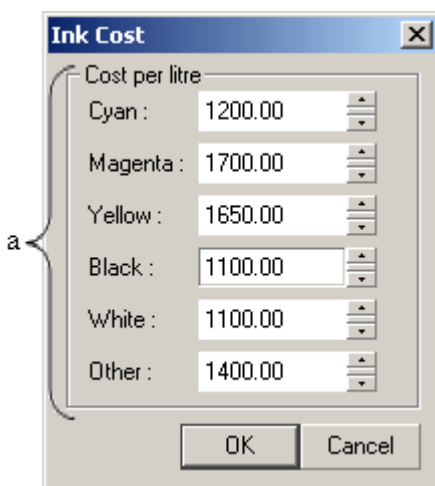 Ink Cost
Cost per litre
Cyan : 1200.00
Magenta : 1700.00
Yellow : 1650.00
a
Black : 1100.00
White : 1100.00
Other : 1400.00
OK Cancel